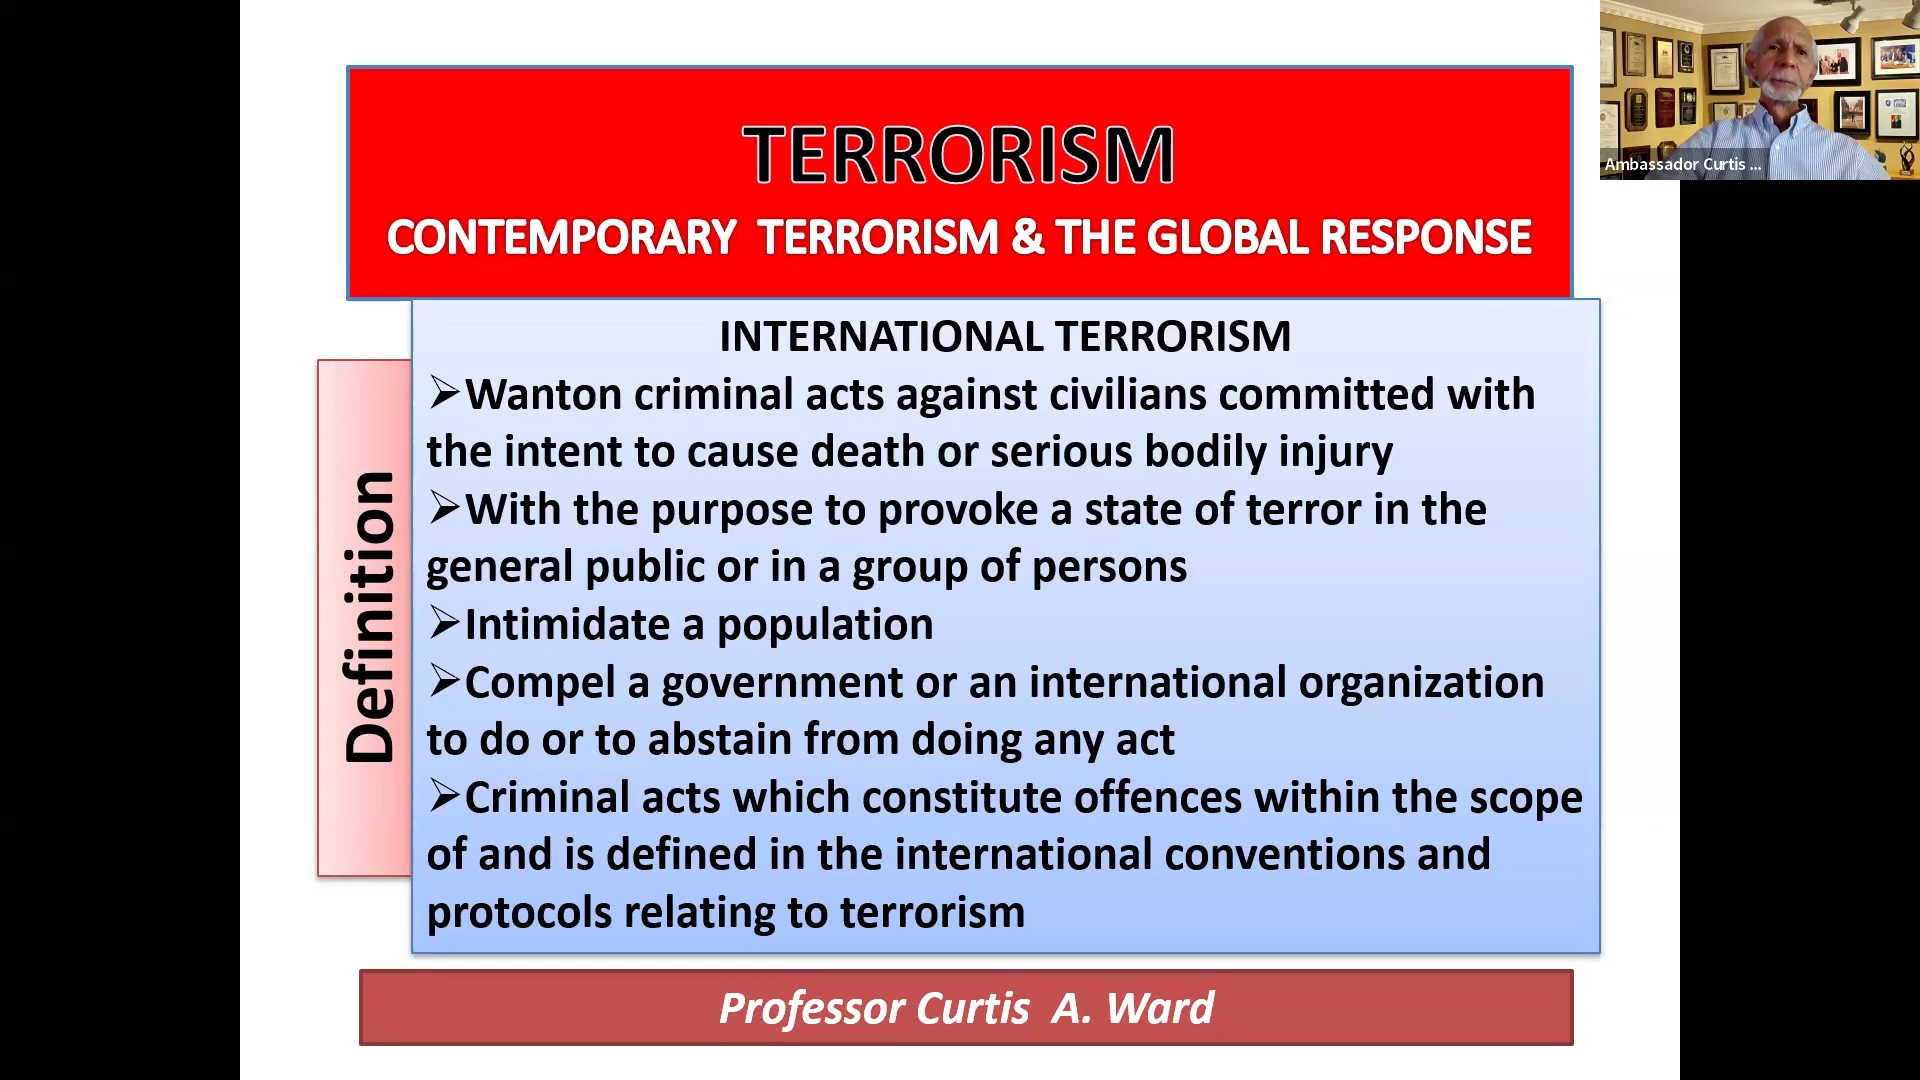 TERRORISM
CONTEMPORARY TERRORISM & THE GLOBAL RESPONSE
Ambassador Curtis ...
Definition
INTERNATIONAL TERRORISM
➢Wanton criminal acts against civilians committed with
the intent to cause death or serious bodily injury
➢With the purpose to provoke a state of terror in the
general public or in a group of persons
➢Intimidate a population
➢Compel a government or an international organization
to do or to abstain from doing any act
➢Criminal acts which constitute offences within the scope
of and is defined in the international conventions and
protocols relating to terrorism
Professor Curtis A. Ward